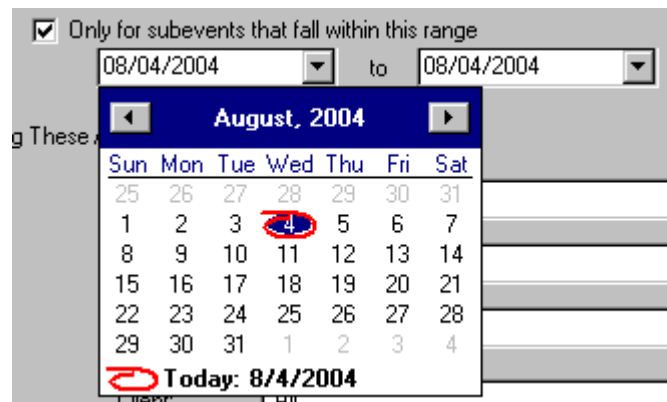 Only for subevents that fall within this range
08/04/2004 to 08/04/2004
August, 2004
g These
Sun Mon Tue Wed Thu Fri Sat
25 26 27 28 29 30 31
1 2 3 4 5 6 7
8 9 10 11 12 13 14
15 16 17 18 19 20 21
22 23 24 25 26 27 28
29 30 31 1 2 3 4
Today: 8/4/2004